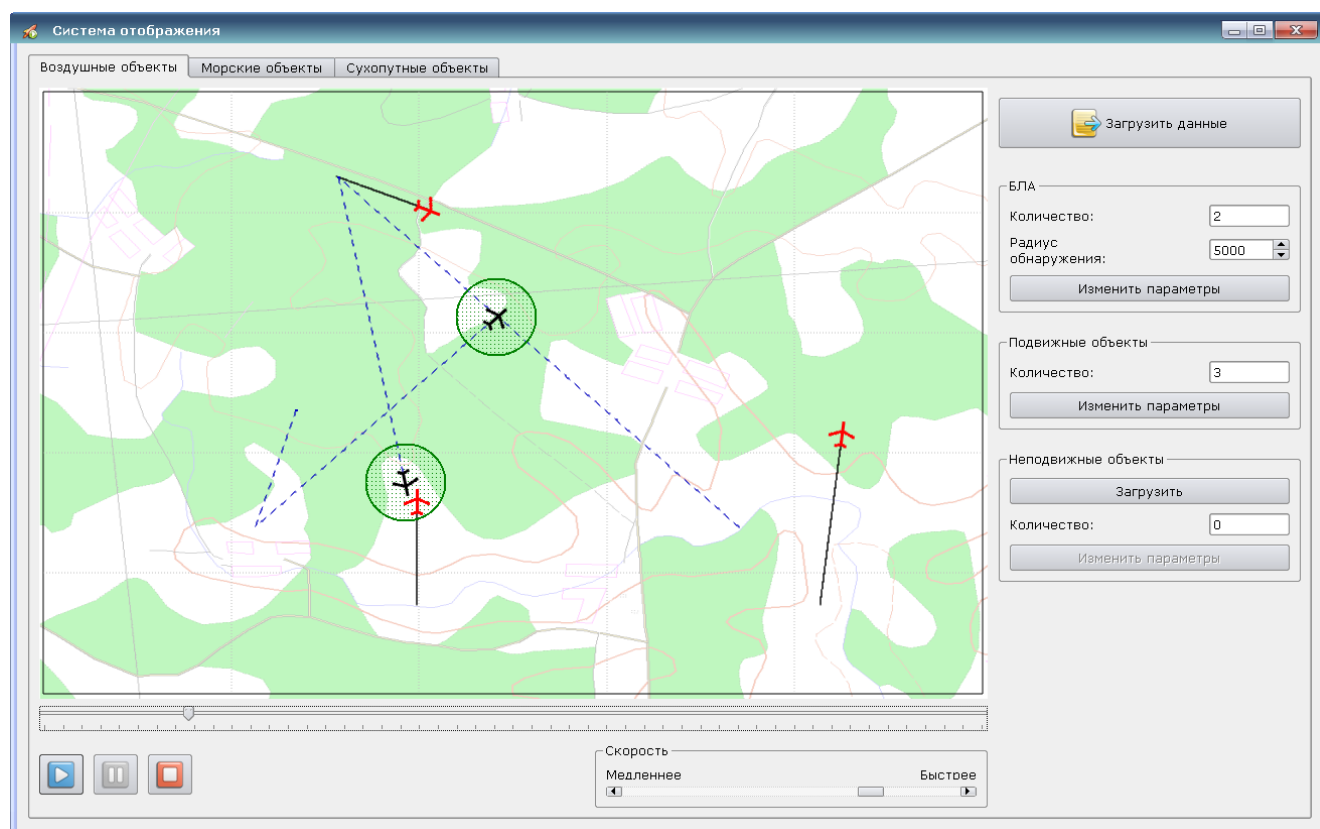 Система отображения
Воздушные объекты
Морские объекты
Сухопутные объекты
Загрузить данные
БЛА
Количество:
2
Радиус
обнаружения:
5000
Изменить параметры
Подвижные объекты
Количество:
3
Изменить параметры
Неподвижные объекты
Загрузить
Количество:
0
Изменить параметры
Скорость
Медленнее
Быстрее